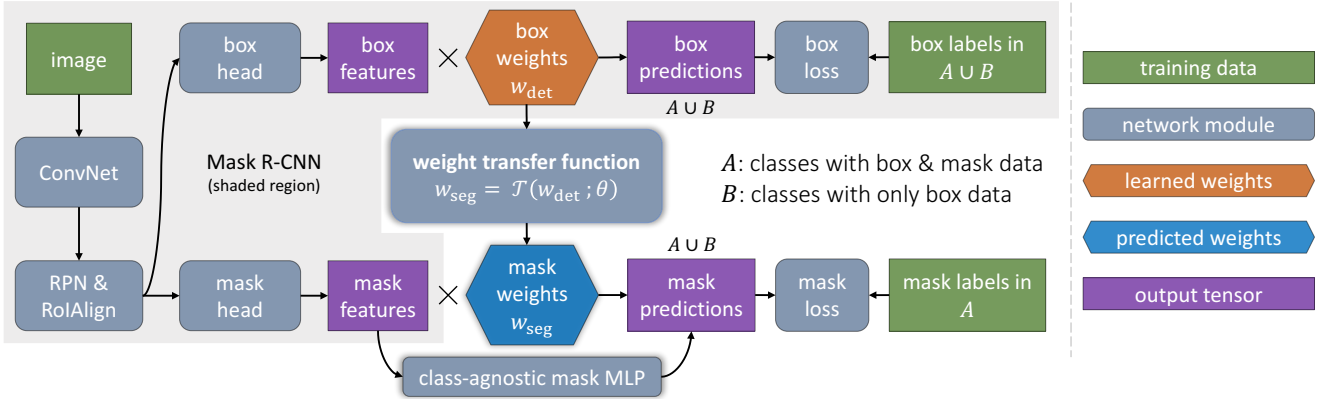 image
box
head
box
features
×
box
weights
w_det
box
predictions
A ∪ B
box
loss
box labels in
A ∪ B
ConvNet
Mask R-CNN
(shaded region)
weight transfer function
w_seg = 𝒯(w_det ; θ)
A: classes with box & mask data
B: classes with only box data
RPN &
RoIAlign
mask
head
mask
features
×
mask
weights
w_seg
A ∪ B
mask
predictions
mask
loss
mask labels in
A
class-agnostic mask MLP
training data
network module
learned weights
predicted weights
output tensor